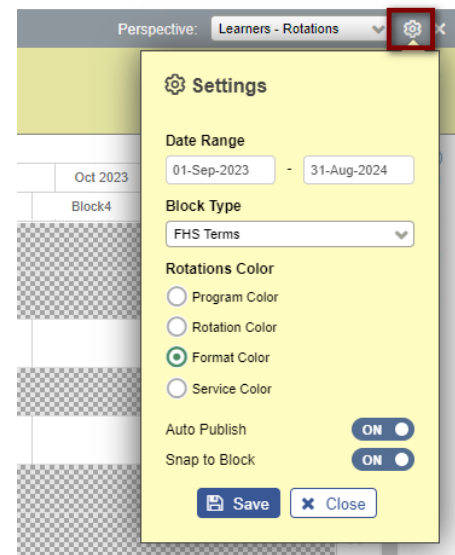 Perspective: Learners - Rotations
Settings
Date Range
01-Sep-2023 - 31-Aug-2024
Oct 2023
Block4
Block Type
FHS Terms
Rotations Color
Program Color
Rotation Color
Format Color
Service Color
Auto Publish ON
Snap to Block ON
Save Close